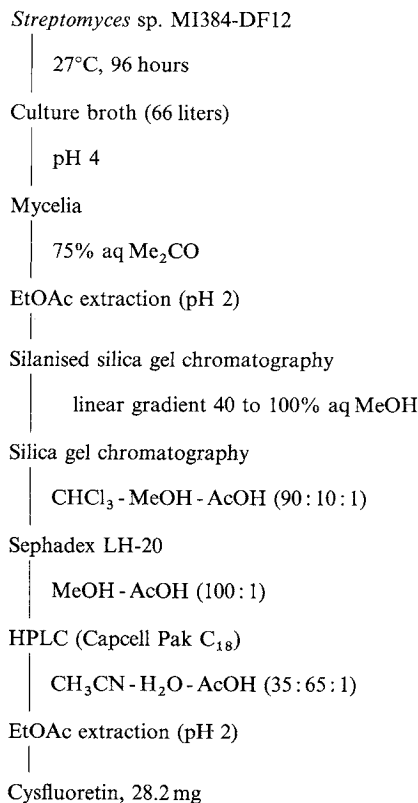 Streptomyces sp. MI384-DF12
27°C, 96 hours
Culture broth (66 liters)
pH 4
Mycelia
75% aq Me₂CO
EtOAc extraction (pH 2)
Silanised silica gel chromatography
linear gradient 40 to 100% aq MeOH
Silica gel chromatography
CHCl₃-MeOH-AcOH (90:10:1)
Sephadex LH-20
MeOH-AcOH (100:1)
HPLC (Capcell Pak C₁₈)
CH₃CN-H₂O-AcOH (35:65:1)
EtOAc extraction (pH 2)
Cysfluoretin, 28.2 mg